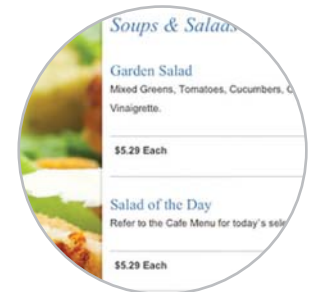 Soups & Salads
Garden Salad
Mixed Greens, Tomatoes, Cucumbers,
Vinaigrette.
$5.29 Each
Salad of the Day
Refer to the Cafe Menu for today`s
$5.29 Each